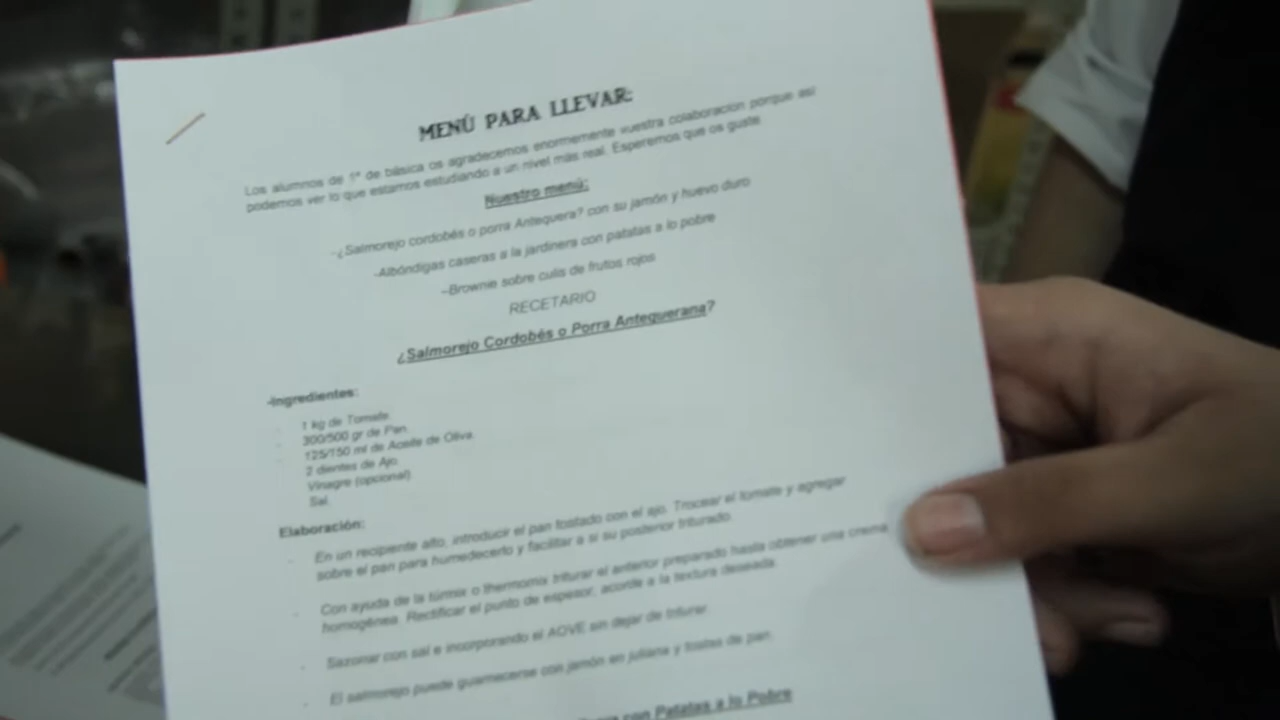 MENÚ PARA LLEVAR:
Los alumnos de 1º de básica os agradecemos enormemente vuestra colaboracion porque así
podemos ver lo que estamos estudiando a un nivel más real. Esperemos que os guste
Nuestro menú:
-¿Salmorejo cordobés o porra Antequera? con su jamón y huevo duro
-Albóndigas caseras a la jardinera con patatas a lo pobre
-Brownie sobre culis de frutos rojos
RECETARIO
¿Salmorejo Cordobés o Porra Antequerana?
-Ingredientes:
1 kg de Tomate.
300/500 gr de Pan.
125/150 ml de Aceite de Oliva.
2 dientes de Ajo.
Vinagre (opcional)
Sal.
Elaboración:
En un recipiente alto, introducir el pan tostado con el ajo. Trocear el tomate y agregar
sobre el pan para humedecerlo y facilitar a si su posterior triturado.
Con ayuda de la túrmix o thermomix triturar el anterior preparado hasta obtener una crema
homogénea. Rectificar el punto de espesor, acorde a la textura deseada.
Sazonar con sal e incorporando el AOVE sin dejar de triturar.
El salmorejo puede guarnecerse con jamón en juliana y tostas de pan.
con Patatas a lo Pobre